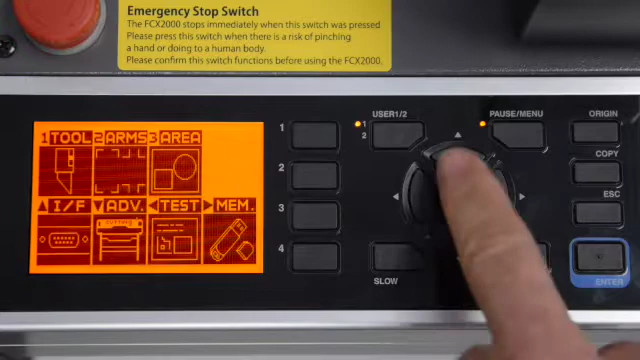 Emergency Stop Switch
The FCX2000 stops immediately when this switch was pressed
Please press this switch when there is a risk of pinching
a hand or doing to a human body.
Please confirm this switch functions before using the FCX2000.
1 TOOL 2 ARMS 3 AREA
▲ I/F ▼ ADV. ◀ TEST ▶ MEM.
1
2
3
4
USER1/2
1
2
SLOW
PAUSE/MENU
ORIGIN
COPY
ESC
ENTER